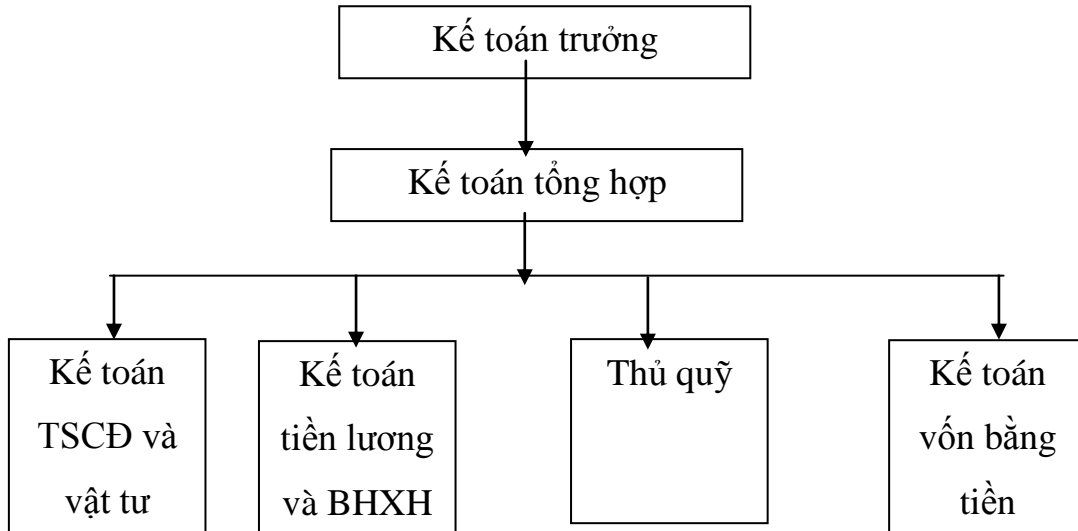 Kế toán trưởng
Kế toán tổng hợp
Kế toán
TSCĐ và
vật tư
Kế toán
tiền lương
và BHXH
Thủ quỹ
Kế toán
vốn bằng
tiền